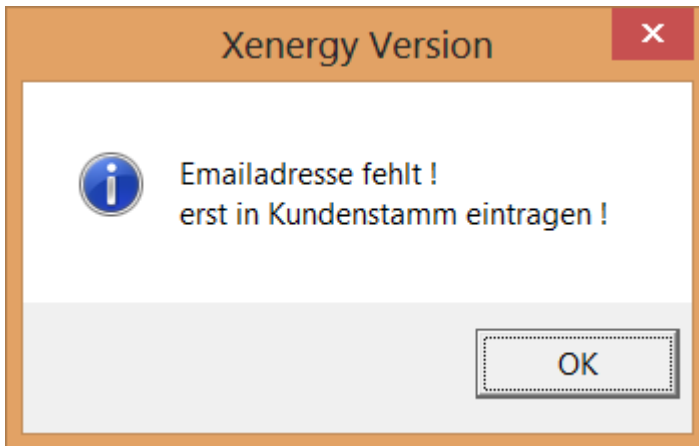 Xenergy Version
Emailadresse fehlt !
erst in Kundenstamm eintragen !
OK